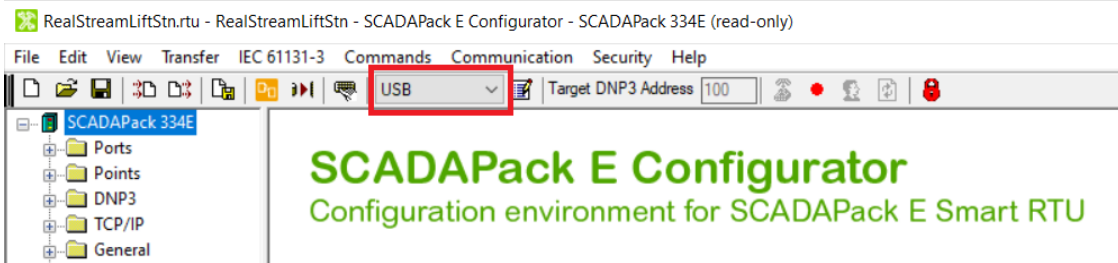 RealStreamLiftStn.rtu - RealStreamLiftStn - SCADAPack E Configurator - SCADAPack 334E (read-only)
File Edit View Transfer IEC 61131-3 Commands Communication Security Help
USB Target DNP3 Address 100
SCADAPack 334E
Ports
Points
DNP3
TCP/IP
General
SCADAPack E Configurator
Configuration environment for SCADAPack E Smart RTU